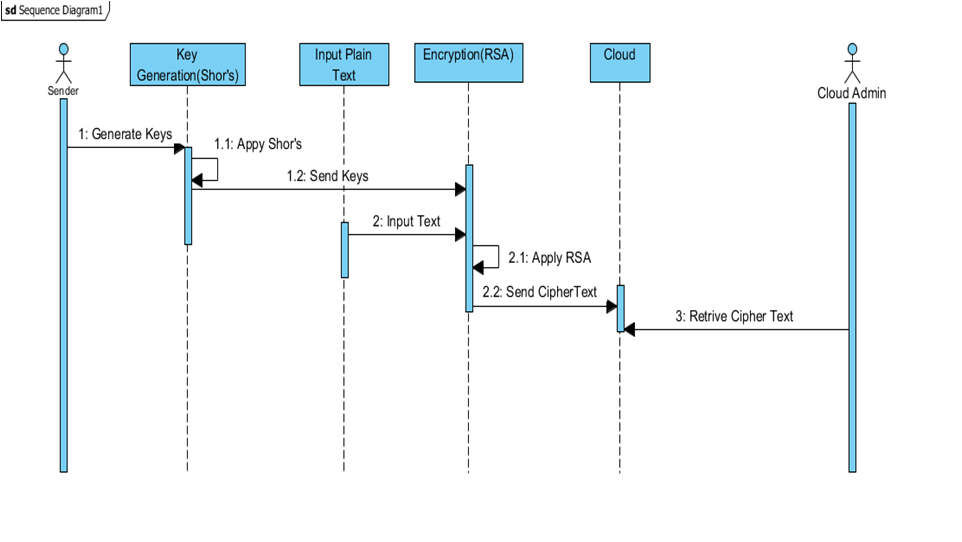 sd Sequence Diagram1
Sender
Key
Generation(Shor's)
Input Plain
Text
Encryption(RSA)
Cloud
Cloud Admin
1: Generate Keys
1.1: Appy Shor's
1.2: Send Keys
2: Input Text
2.1: Apply RSA
2.2: Send CipherText
3: Retrive Cipher Text